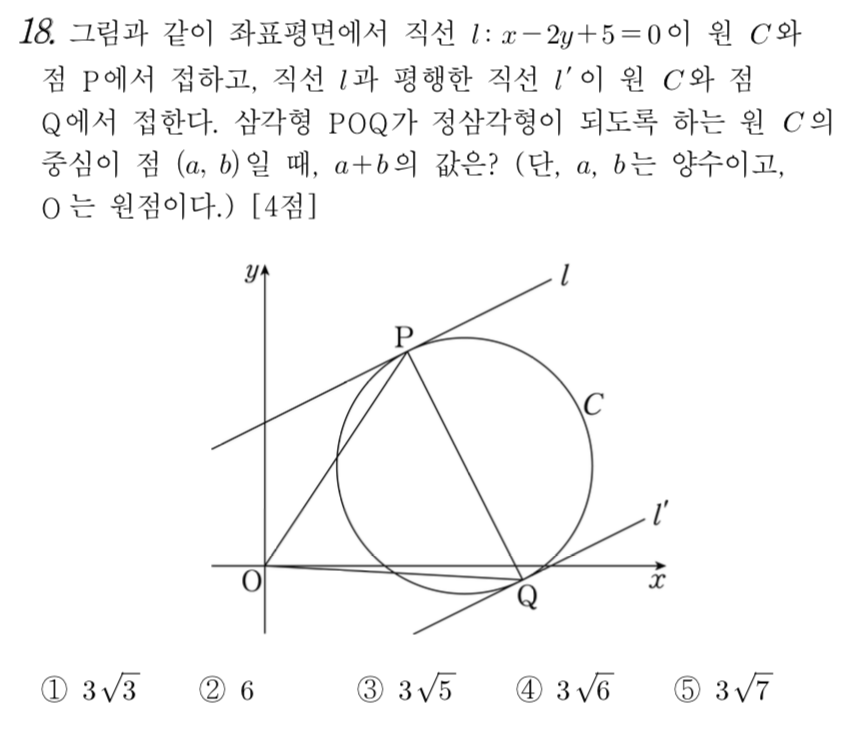 18. 그림과 같이 좌표평면에서 직선 l: x-2y+5=0이 원 C와
점 P에서 접하고, 직선 l과 평행한 직선 l′이 원 C와 점
Q에서 접한다. 삼각형 POQ가 정삼각형이 되도록 하는 원 C의
중심이 점 (a, b)일 때, a+b의 값은? (단, a, b는 양수이고,
O는 원점이다.) [4점]
y
l
P
C
l′
O
Q
x
① 3√3 ② 6 ③ 3√5 ④ 3√6 ⑤ 3√7